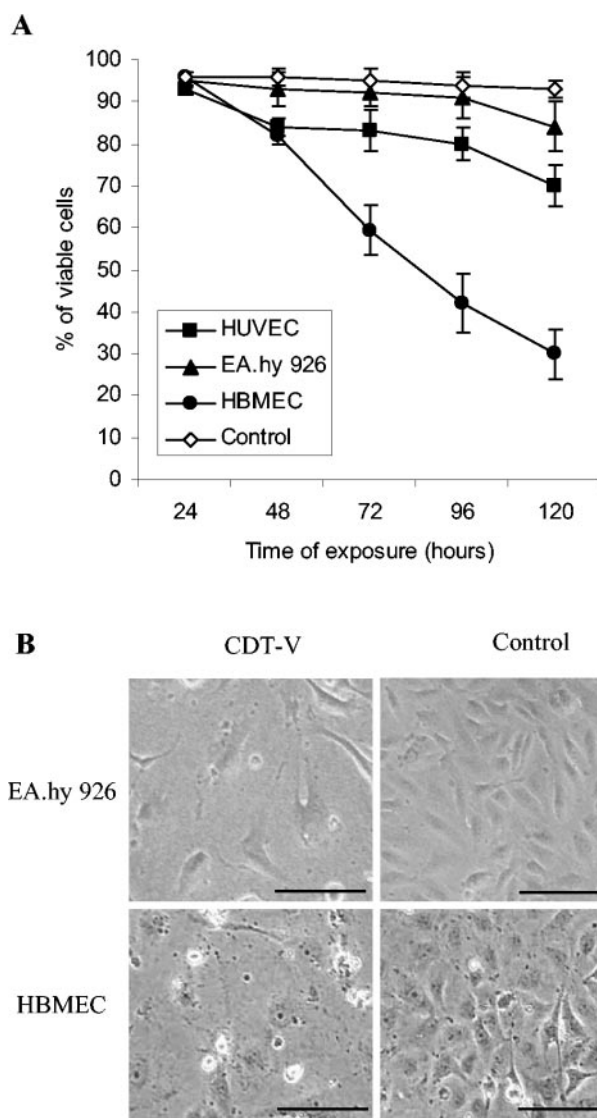 A
100
90
80
70
60
50
40
30
20
10
0
% of viable cells
HUVEC
EA.hy 926
HBMEC
Control
24 48 72 96 120
Time of exposure (hours)
B
CDT-V Control
EA.hy 926
HBMEC